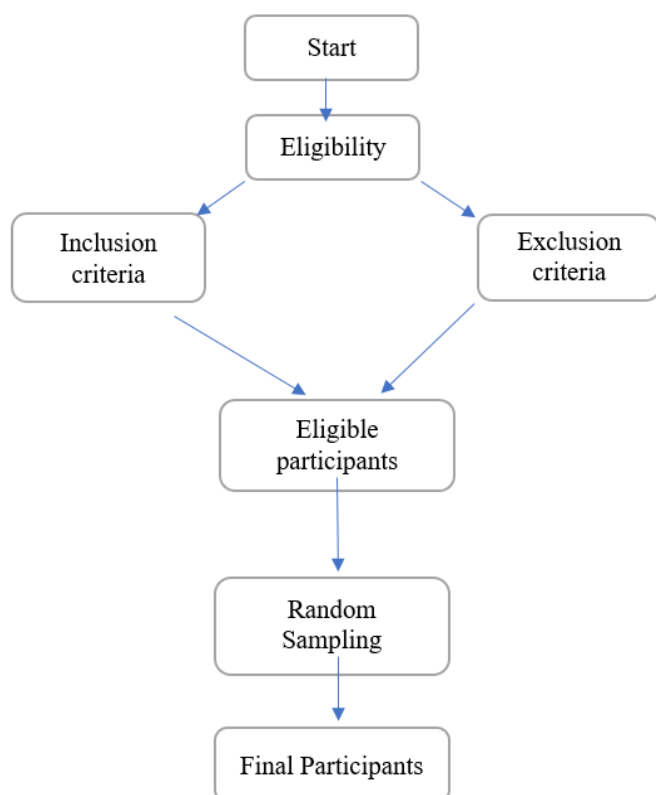 Start
Eligibility
Inclusion
criteria
Exclusion
criteria
Eligible
participants
Random
Sampling
Final Participants